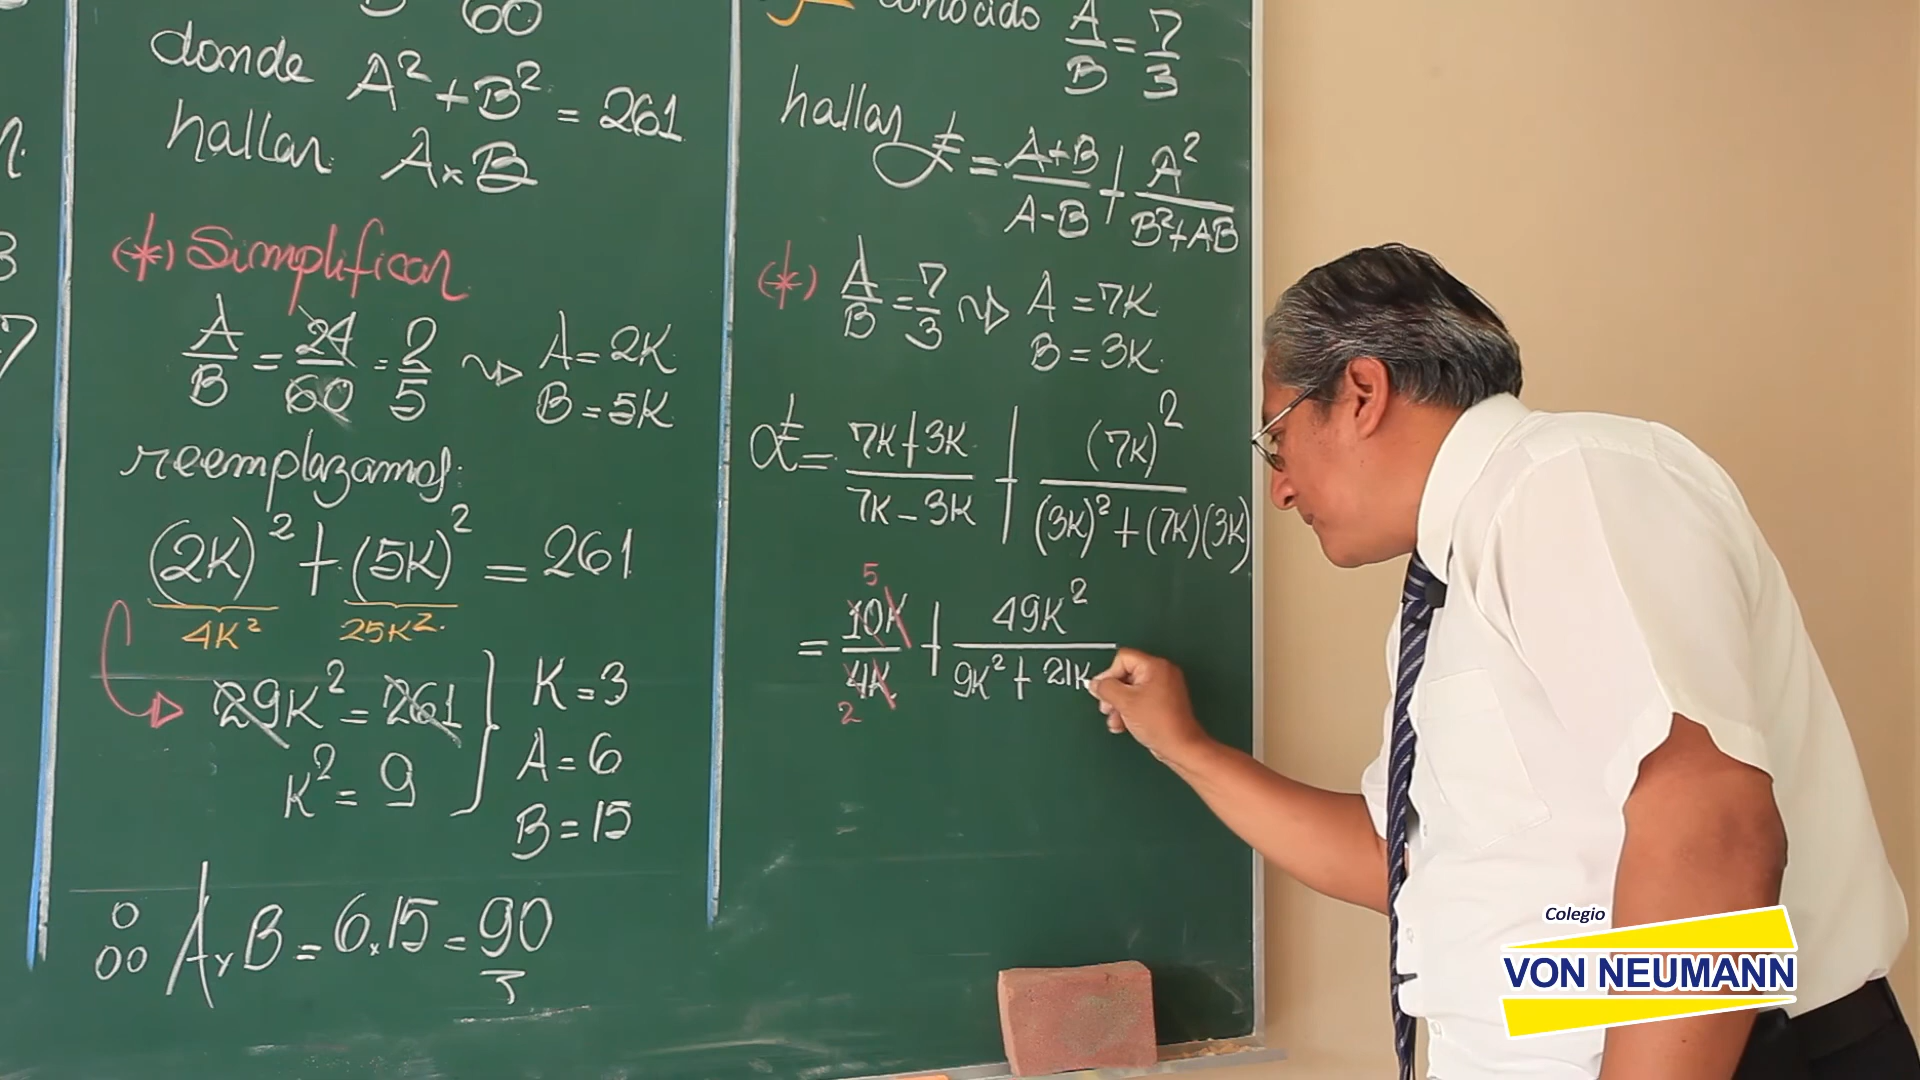 B 60
donde A² + B² = 261
hallar A x B
(*) Simplificar
A/B = 24/60 = 2/5 ⇝ A = 2K
B = 5K
reemplazamos:
(2K)² + (5K)² = 261
4K² 25K²
29K² = 261
K² = 9
K = 3
A = 6
B = 15
A x B = 6 x 15 = 90
conocido A/B = 7/3
hallar = A+B/A-B + A²/B²+AB
(*) A/B = 7/3 ⇝ A = 7K
B = 3K
= 7K+3K/7K-3K + (7K)²/(3K)²+(7K)(3K)
5
= 10K/4K + 49K²/9K²+21K
2
Colegio
VON NEUMANN